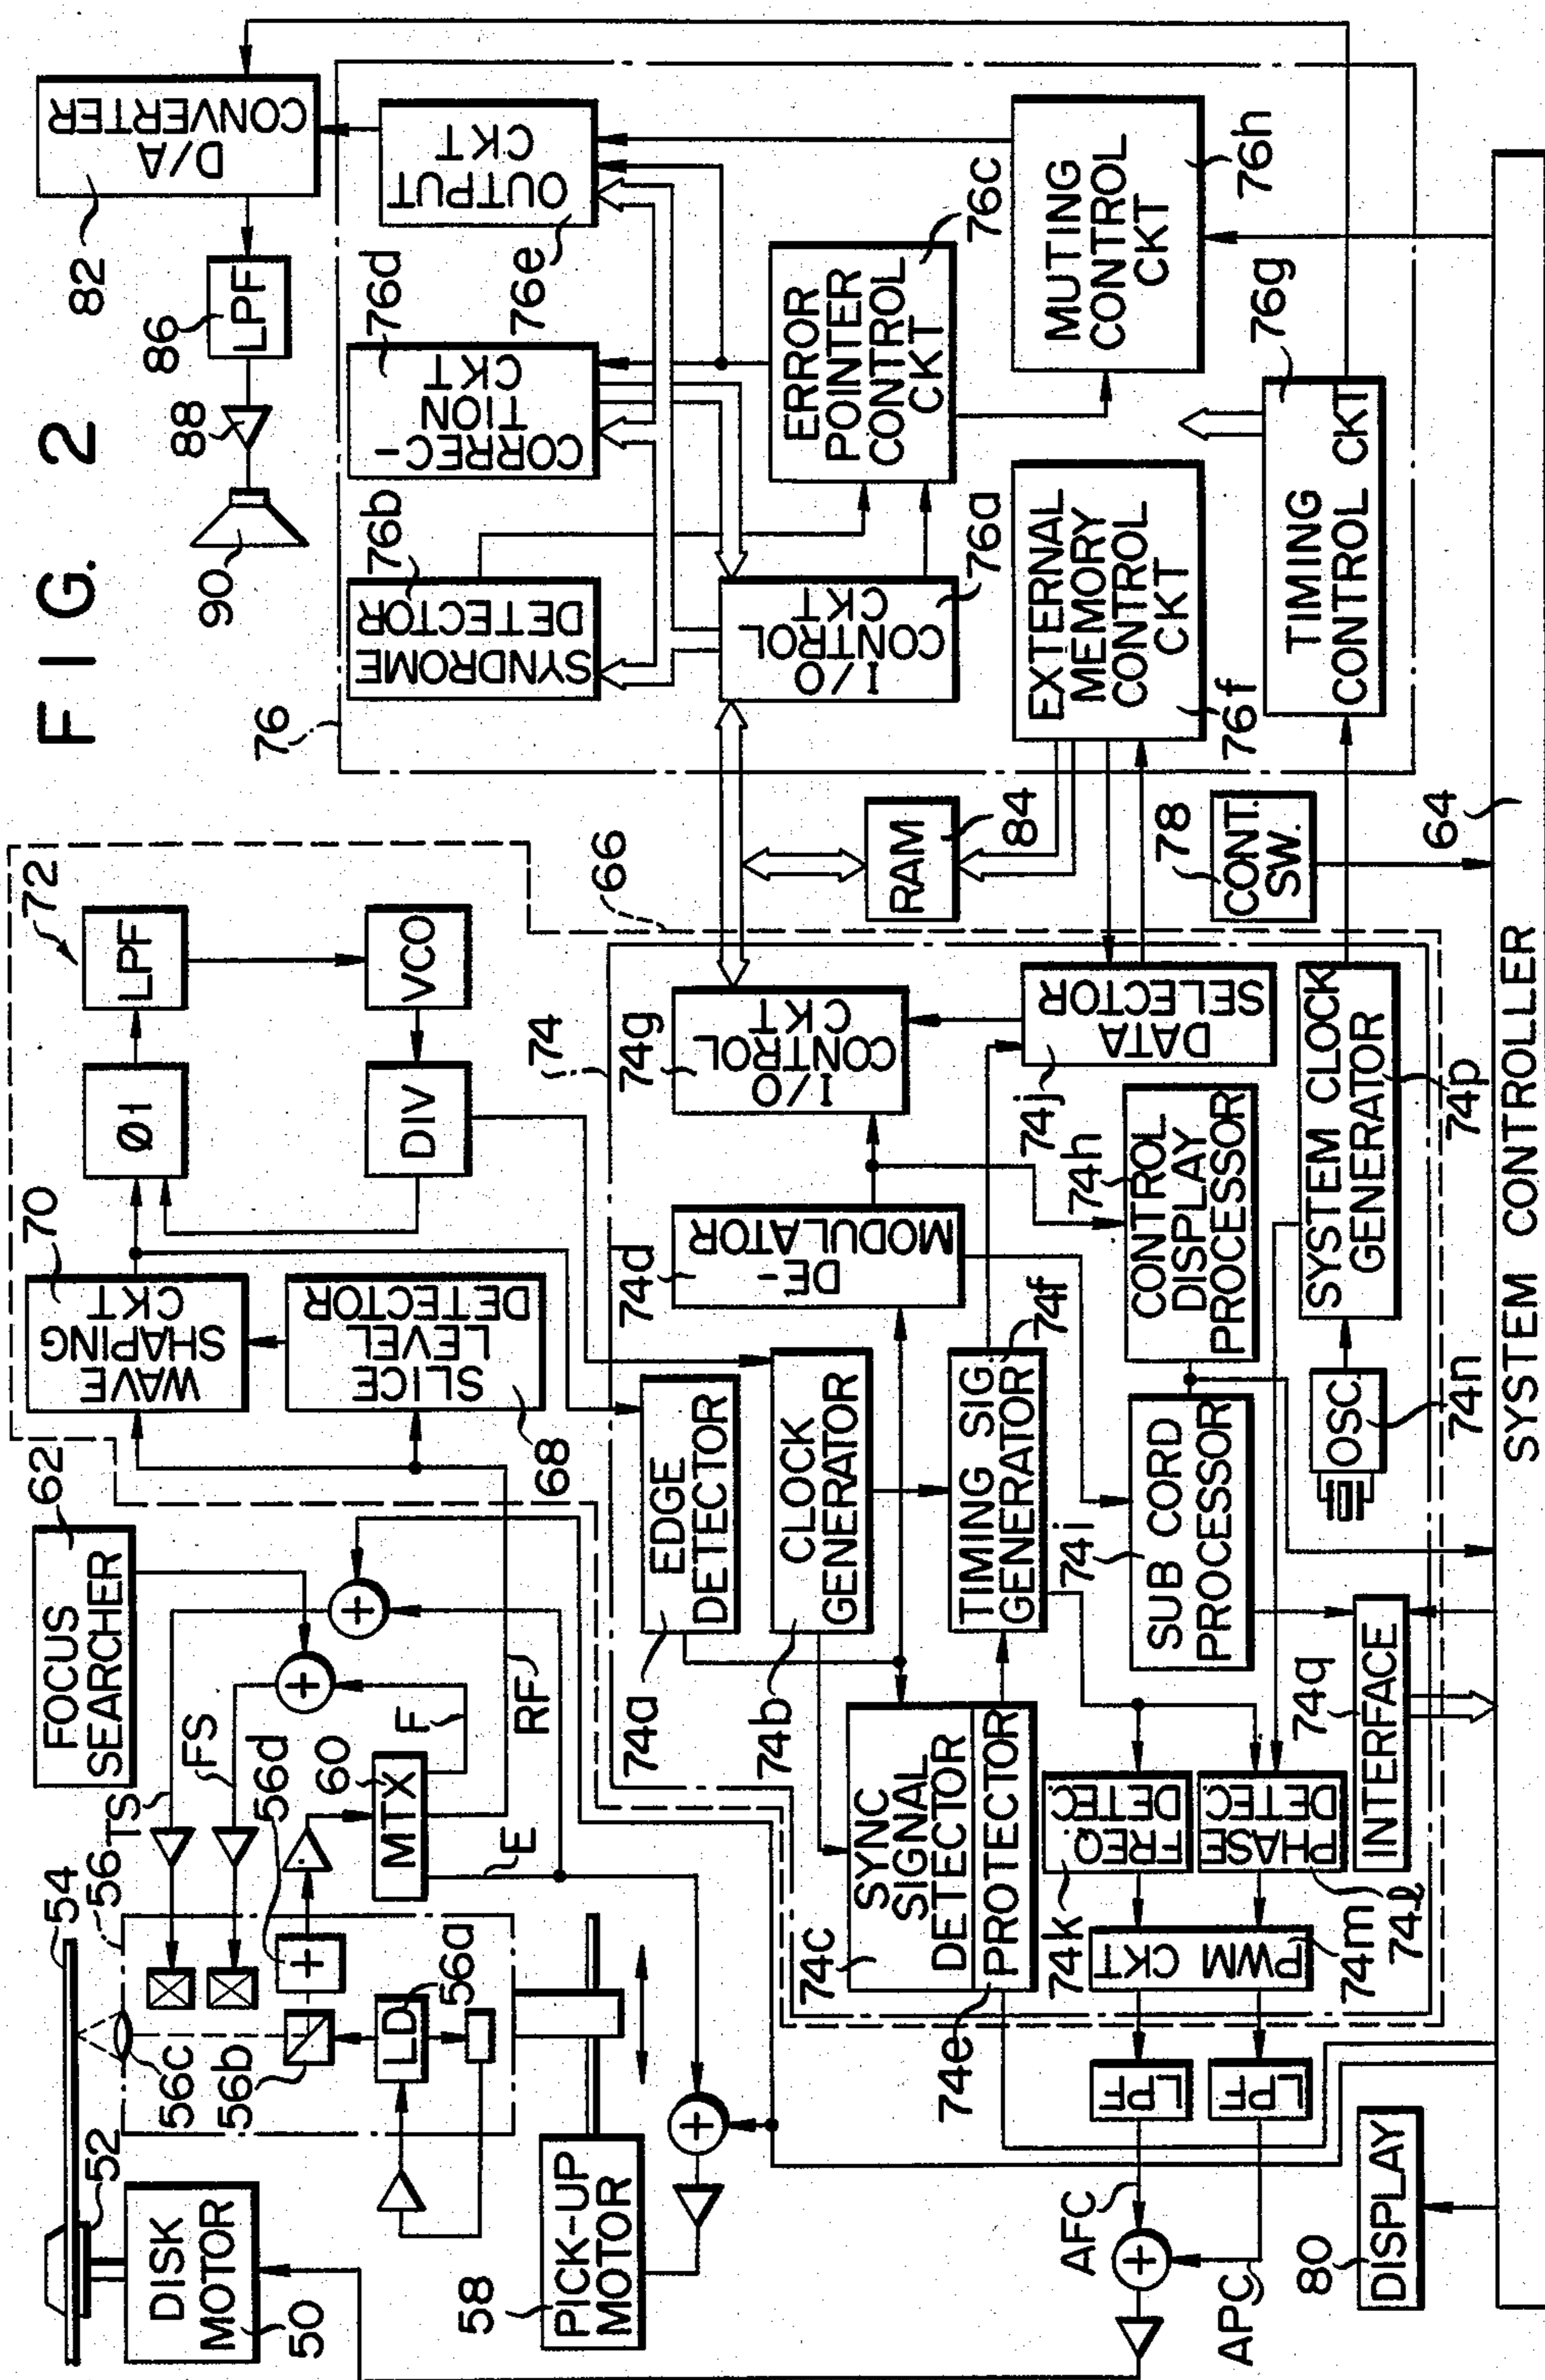 FIG. 2
54
56
TS
FS
FOCUS
SEARCHER
62
52
DISK
MOTOR
50
56c
56b
56d
LD
56a
MTX
60
F
RF
E
58
PICK-UP
MOTOR
70
WAVE
SHAPING
CKT
SLICE
LEVEL
DETECTOR
68
72
Ø1
LPF
VCO
DIV
66
74
74a
EDGE
DETECTOR
74b
CLOCK
GENERATOR
74c
SYNC
SIGNAL
DETECTOR
PROTECTOR
74e
74d
DE-
MODULATOR
74f
TIMING SIG.
GENERATOR
74g
I/O
CONTROL
CKT
74h
CONTROL
DISPLAY
PROCESSOR
74i
SUB CORD
PROCESSOR
74j
DATA
SELECTOR
74k
FREQ.
DETEC.
74l
PHASE
DETEC.
74m
PWM CKT
74n
OSC
74p
SYSTEM CLOCK
GENERATOR
74q
INTERFACE
LPF
LPF
AFC
APC
80
DISPLAY
64
SYSTEM CONTROLLER
78
CONT.
SW.
RAM
84
76
76a
I/O
CONTROL
CKT
76b
SYNDROME
DETECTOR
76c
ERROR
POINTER
CONTROL
CKT
76d
CORREC-
TION
CKT
76e
OUTPUT
CKT
76f
EXTERNAL
MEMORY
CONTROL
CKT
76g
TIMING
CONTROL CKT
76h
MUTING
CONTROL
CKT
82
D/A
CONVERTER
86
LPF
88
90